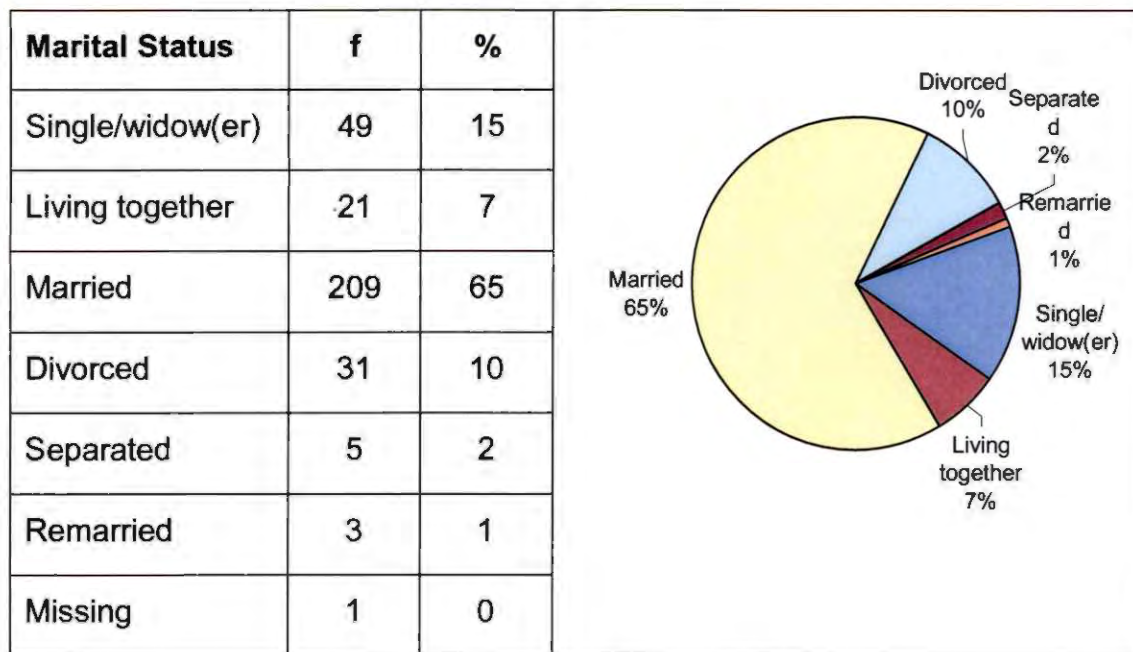 Marital Status f %
Single/widow(er) 49 15
Living together 21 7
Married 209 65
Divorced 31 10
Separated 5 2
Remarried 3 1
Missing 1 0
Divorced
10%
Separate
d
2%
Remarrie
d
1%
Married
65%
Single/
widow(er)
15%
Living
together
7%